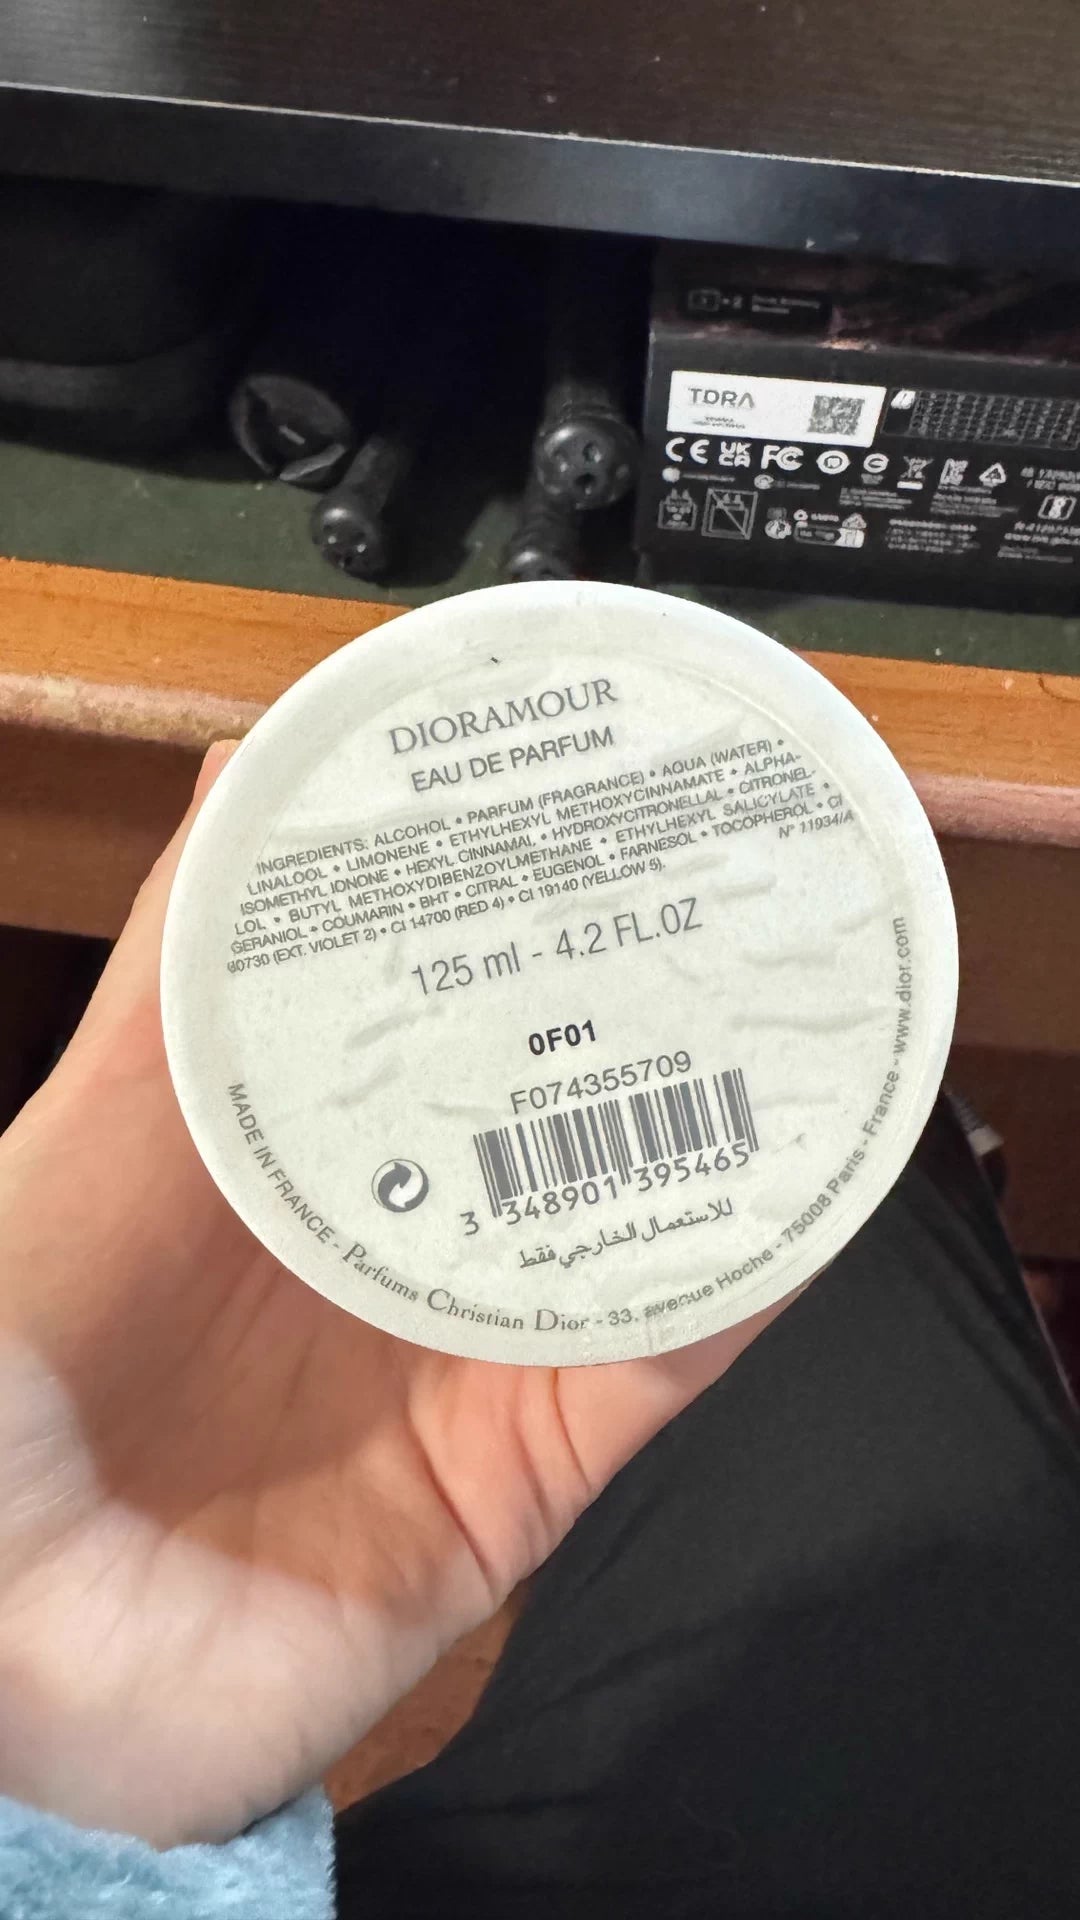 TDRA
CE UK CA FC
DIORAMOUR
EAU DE PARFUM
INGREDIENTS: ALCOHOL • PARFUM (FRAGRANCE) • AQUA (WATER) •
LINALOOL • LIMONENE • ETHYLHEXYL METHOXYCINNAMATE • ALPHA-
ISOMETHYL IONONE • HEXYL CINNAMAL • HYDROXYCITRONELLAL • CITRONEL-
LOL • BUTYL METHOXYDIBENZOYLMETHANE • ETHYLHEXYL SALICYLATE •
GERANIOL • COUMARIN • BHT • CITRAL • EUGENOL • FARNESOL • TOCOPHEROL • CI
60730 (EXT. VIOLET 2) • CI 14700 (RED 4) • CI 19140 (YELLOW 5).
N° 11934/A
125 ml - 4.2 FL.OZ
0F01
F074355709
3 348901 395465
للاستعمال الخارجي فقط
MADE IN FRANCE - Parfums Christian Dior - 33, avenue Hoche - 75008 Paris - France - www.dior.com